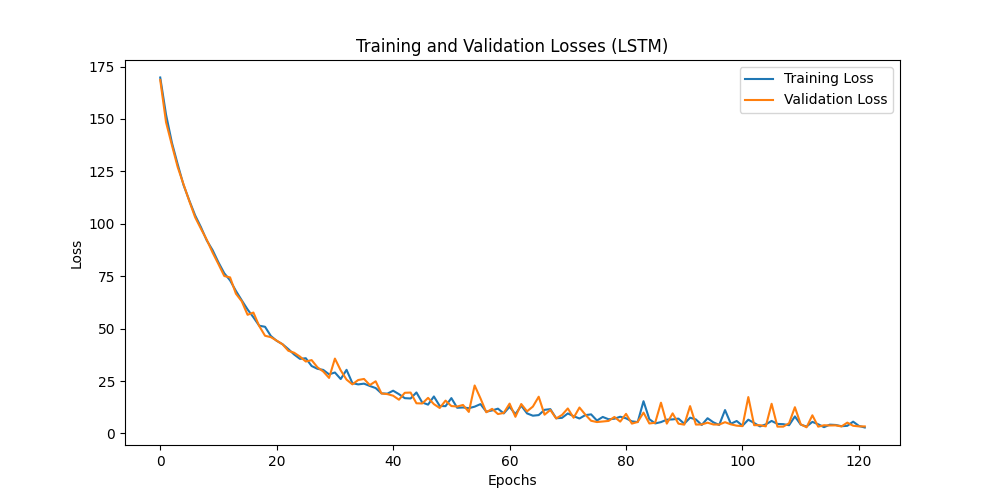 Training and Validation Losses (LSTM)
Training Loss
Validation Loss
175
150
125
100
75
50
25
0
Loss
0 20 40 60 80 100 120
Epochs